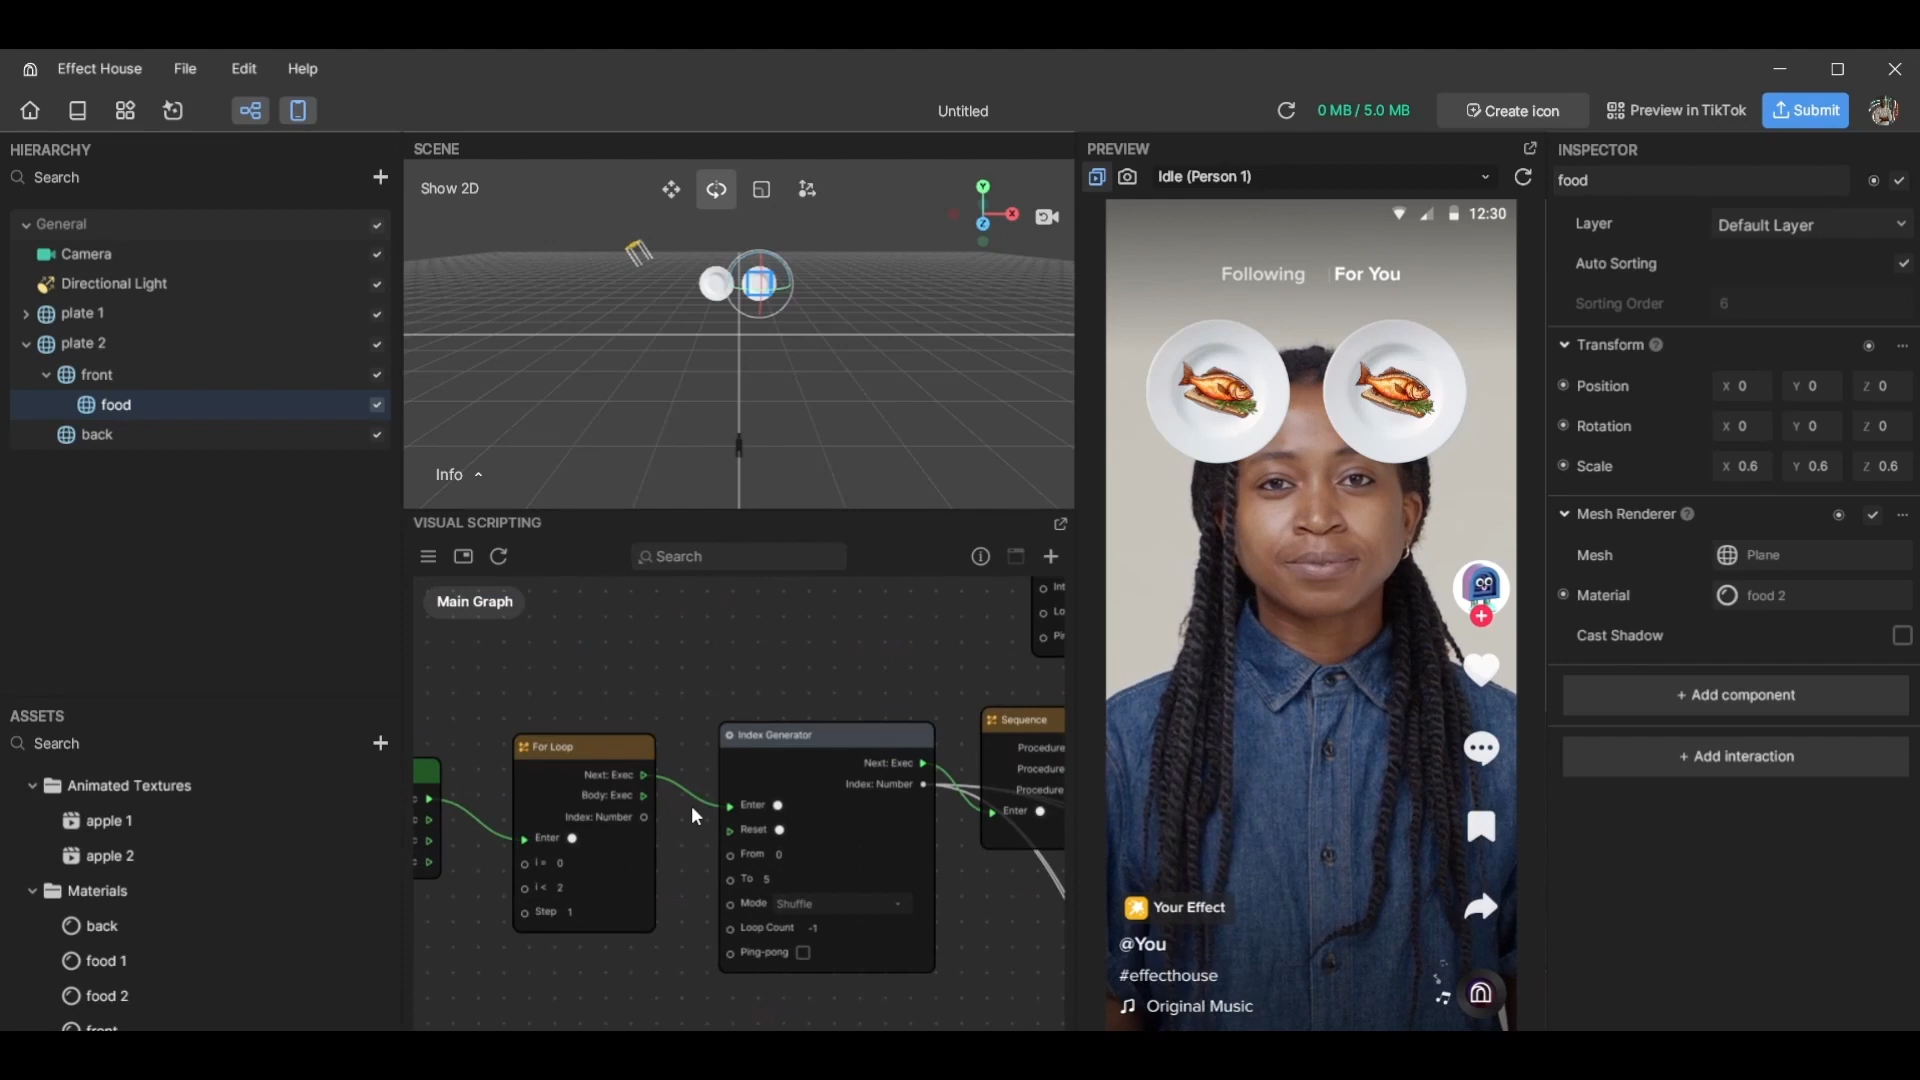 Effect House File Edit Help
Untitled
0 MB / 5.0 MB
Create icon
Preview in TikTok
Submit
HIERARCHY
Search
General
Camera
Directional Light
plate 1
plate 2
front
food
back
ASSETS
Search
Animated Textures
apple 1
apple 2
Materials
back
food 1
food 2
front
SCENE
Show 2D
Y
X
Z
Info
VISUAL SCRIPTING
Search
Main Graph
For Loop
Next: Exec
Body: Exec
Index: Number
Enter
i = 0
i < 2
Step 1
Index Generator
Next: Exec
Index: Number
Enter
Reset
From 0
To 5
Mode Shuffle
Loop Count -1
Ping-pong
Sequence
Procedure
Procedure
Procedure
Enter
PREVIEW
Idle (Person 1)
12:30
Following For You
Your Effect
@You
#effecthouse
Original Music
INSPECTOR
food
Layer Default Layer
Auto Sorting
Sorting Order 6
Transform
Position X 0 Y 0 Z 0
Rotation X 0 Y 0 Z 0
Scale X 0.6 Y 0.6 Z 0.6
Mesh Renderer
Mesh Plane
Material food 2
Cast Shadow
+ Add component
+ Add interaction